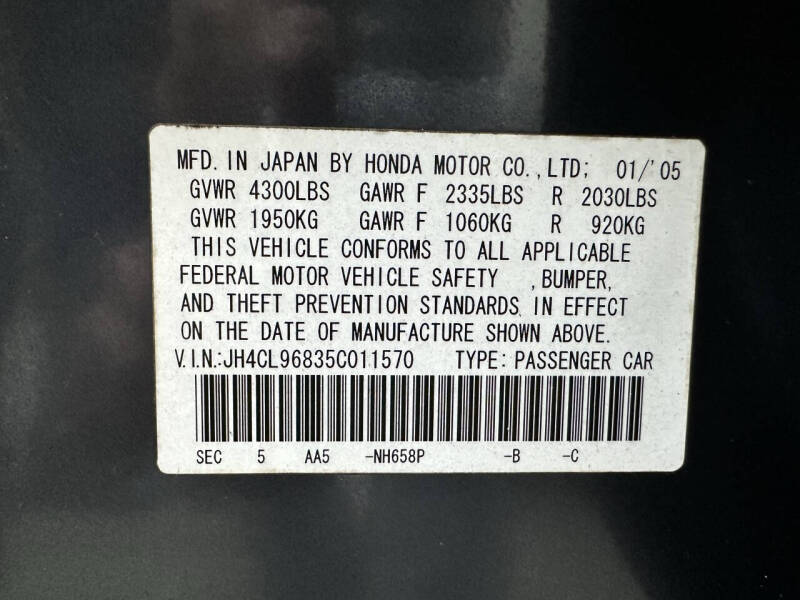 MFD. IN JAPAN BY HONDA MOTOR CO.,LTD; 01/'05
GVWR 4300LBS GAWR F 2335LBS R 2030LBS
GVWR 1950KG GAWR F 1060KG R 920KG
THIS VEHICLE CONFORMS TO ALL APPLICABLE
FEDERAL MOTOR VEHICLE SAFETY ,BUMPER,
AND THEFT PREVENTION STANDARDS IN EFFECT
ON THE DATE OF MANUFACTURE SHOWN ABOVE.
V.I.N.:JH4CL96835C011570 TYPE: PASSENGER CAR
SEC 5 AA5 -NH658P -B -C